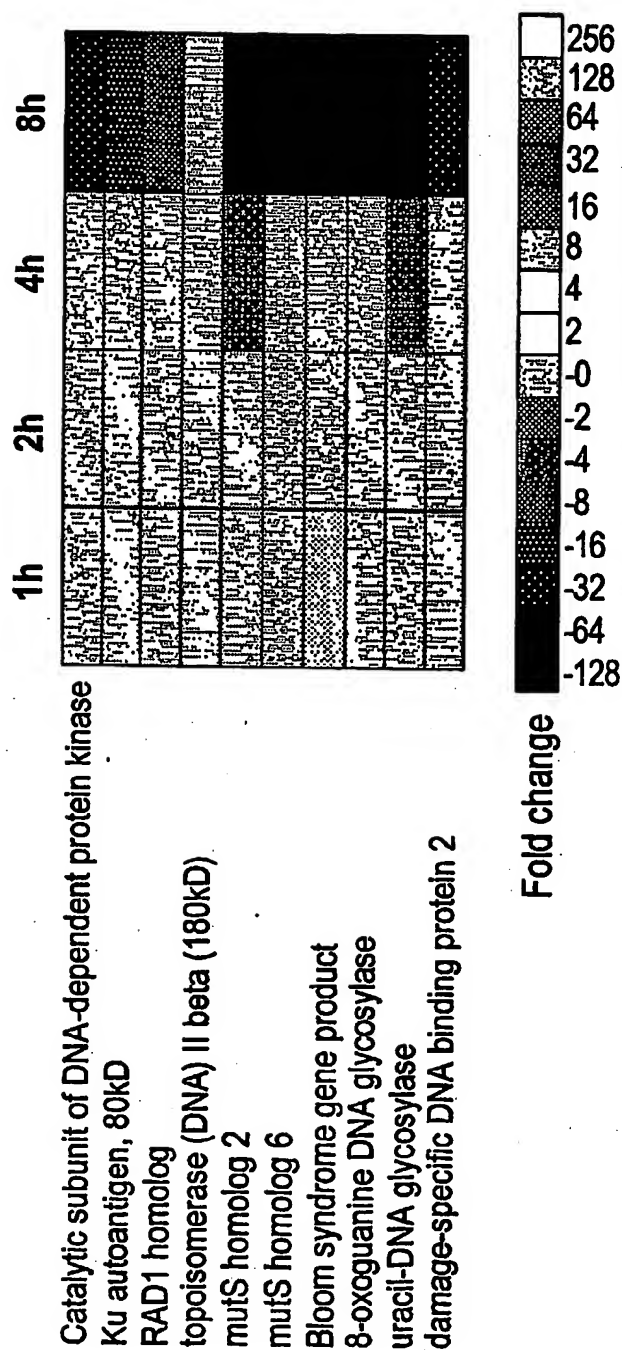 1h 2h 4h 8h
Catalytic subunit of DNA-dependent protein kinase
Ku autoantigen, 80kD
RAD1 homolog
topoisomerase (DNA) II beta (180kD)
mutS homolog 2
mutS homolog 6
Bloom syndrome gene product
8-oxoguanine DNA glycosylase
uracil-DNA glycosylase
damage-specific DNA binding protein 2
Fold change
-128 -64 -32 -16 -8 -4 -2 -0 2 4 8 16 32 64 128 256